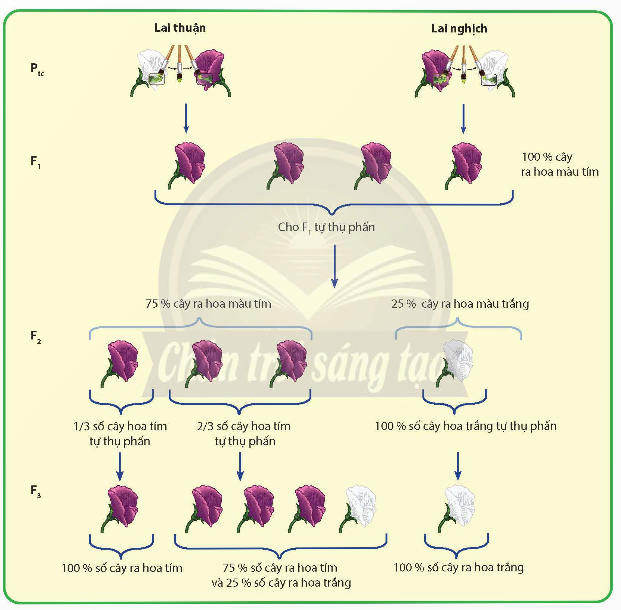 Lai thuận
Lai nghịch
Ptc
F1
100 % cây
ra hoa màu tím
Cho F1 tự thụ phấn
75 % cây ra hoa màu tím
25 % cây ra hoa màu trắng
F2
Chân trời sáng tạo
1/3 số cây hoa tím
tự thụ phấn
2/3 số cây hoa tím
tự thụ phấn
100 % số cây hoa trắng tự thụ phấn
F3
100 % số cây ra hoa tím
75 % số cây ra hoa tím
và 25 % số cây ra hoa trắng
100 % số cây ra hoa trắng